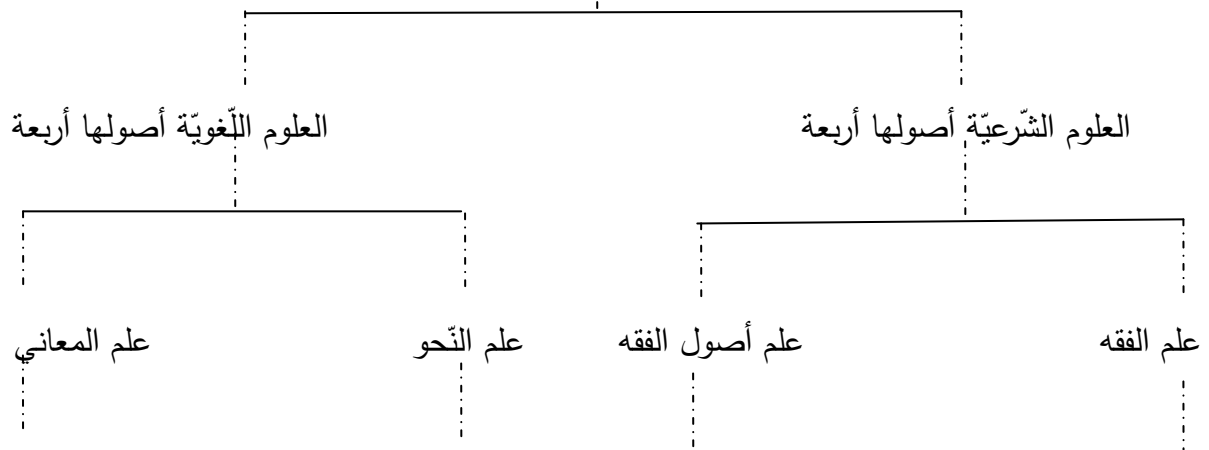 العلوم الشّرعيّة أصولها أربعة
العلوم اللّغويّة أصولها أربعة
علم الفقه
علم أصول الفقه
علم النّحو
علم المعاني